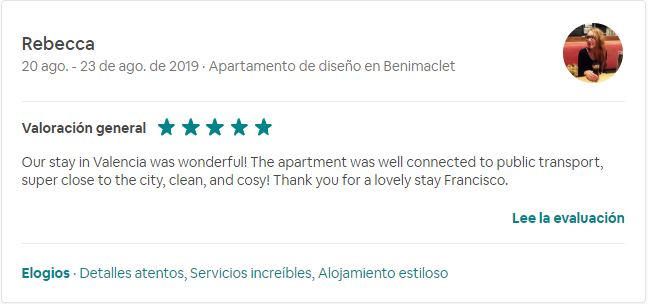 Rebecca
20 ago. - 23 de ago. de 2019 · Apartamento de diseño en Benimaclet
Valoración general
Our stay in Valencia was wonderful! The apartment was well connected to public transport,
super close to the city, clean, and cosy! Thank you for a lovely stay Francisco.
Lee la evaluación
Elogios · Detalles atentos, Servicios increíbles, Alojamiento estiloso